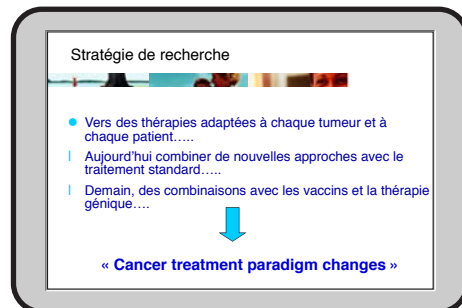 Stratégie de recherche
● Vers des thérapies adaptées à chaque tumeur et à
chaque patient.....
l Aujourd'hui combiner de nouvelles approches avec le
traitement standard.....
l Demain, des combinaisons avec les vaccins et la thérapie
génique....
« Cancer treatment paradigm changes »